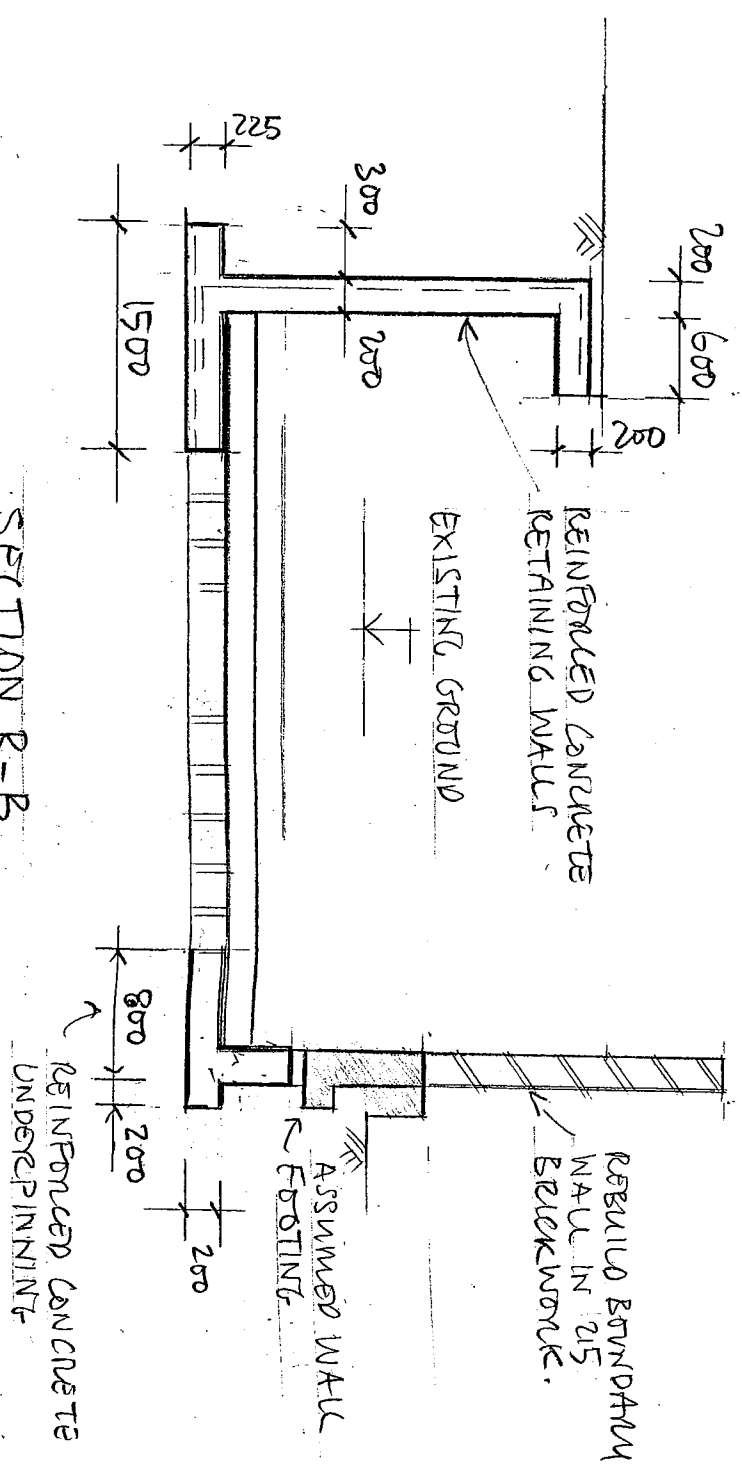 200
600
200
225
300
200
1500
REINFORCED CONCRETE
RETAINING WALLS
EXISTING GROUND
REBUILD BOUNDARY
WALL IN 215
BRICKWORK.
ASSUMED WALL
FOOTING
800
200
200
REINFORCED CONCRETE
UNDERPINNING
SECTION B-B